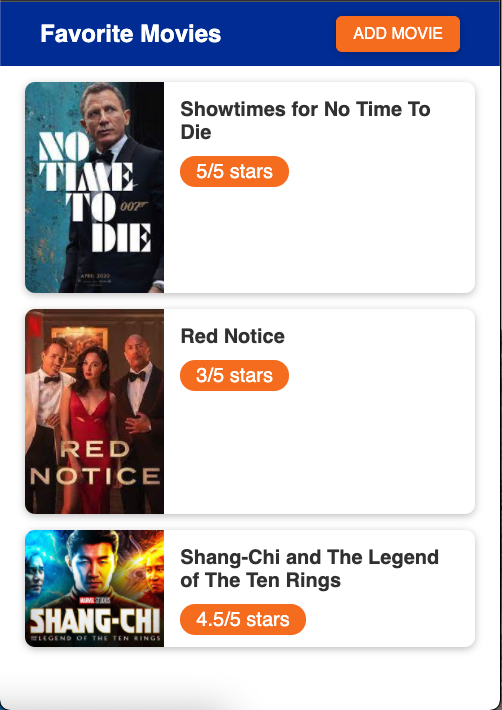 Favorite Movies
ADD MOVIE
NO
TIME
TO
007
DIE
APRIL 2020
Showtimes for No Time To
Die
5/5 stars
RED
NOTICE
Red Notice
3/5 stars
MARVEL STUDIOS
SHANG-CHI
AND THE LEGEND OF THE TEN RINGS
Shang-Chi and The Legend
of The Ten Rings
4.5/5 stars